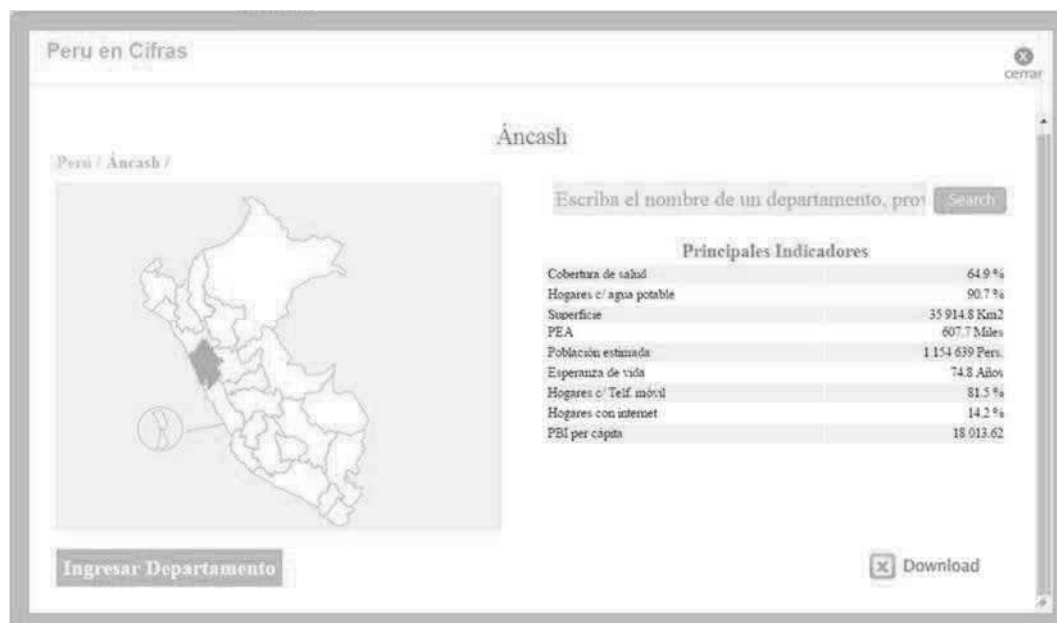 Peru en Cifras
cerrar
Áncash
Perú / Áncash /
Escriba el nombre de un departamento, prov
Search
Principales Indicadores
Cobertura de salud 64.9 %
Hogares c/ agua potable 90.7 %
Superficie 35 914.8 Km2
PEA 607.7 Miles
Población estimada 1 154 639 Pers.
Esperanza de vida 74.8 Años
Hogares c/ Telf. móvil 81.5 %
Hogares con internet 14.2 %
PBI per cápita 18 013.62
Ingresar Departamento
Download